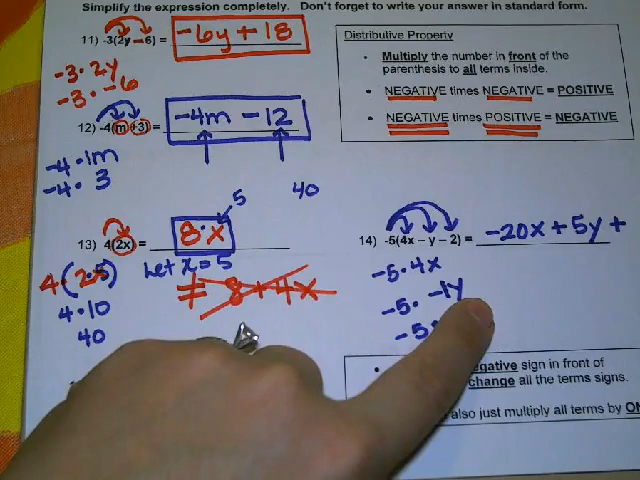 Simplify the expression completely. Don't forget to write your answer in standard form.
11) -3(2y - 6) = -6y + 18
-3 · 2y
-3 · -6
12) -4(m + 3) = -4m - 12
-4 · 1m
-4 · 3
40
5
13) 4(2x) = 8·x
Let x = 5
4·(2·5)
≠ 8 + 4x
4 · 10
40
Distributive Property
• Multiply the number in front of the
parenthesis to all terms inside.
• NEGATIVE times NEGATIVE = POSITIVE
• NEGATIVE times POSITIVE = NEGATIVE
14) -5(4x - y - 2) = -20x + 5y +
-5 · 4x
-5 · -1y
-5 ·
negative sign in front of
change all the terms signs.
also just multiply all terms by